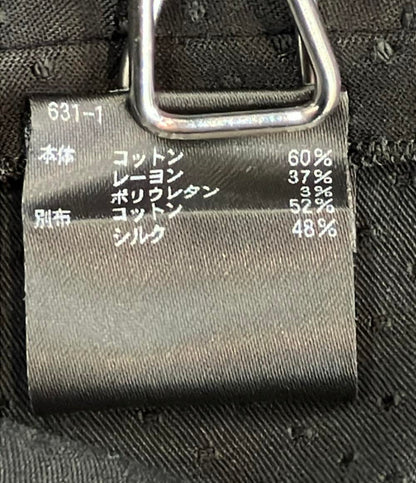 631-1
本体 コットン 60%
レーヨン 37%
ポリウレタン 3%
別布 コットン 52%
シルク 48%